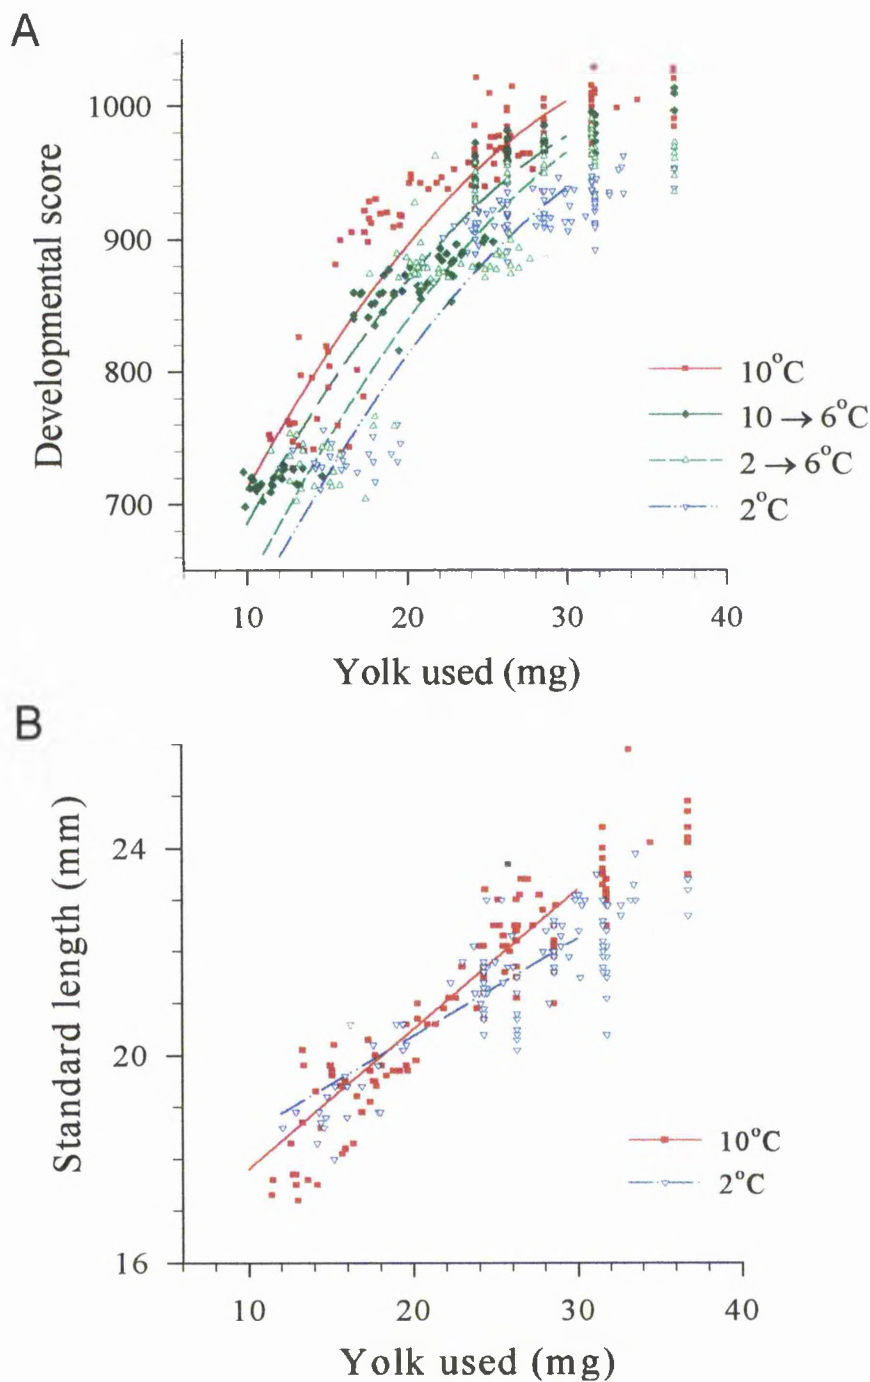 A
Developmental score
1000
900
800
700
10°C
10 → 6°C
2 → 6°C
2°C
10 20 30 40
Yolk used (mg)
B
Standard length (mm)
24
20
16
10°C
2°C
10 20 30 40
Yolk used (mg)